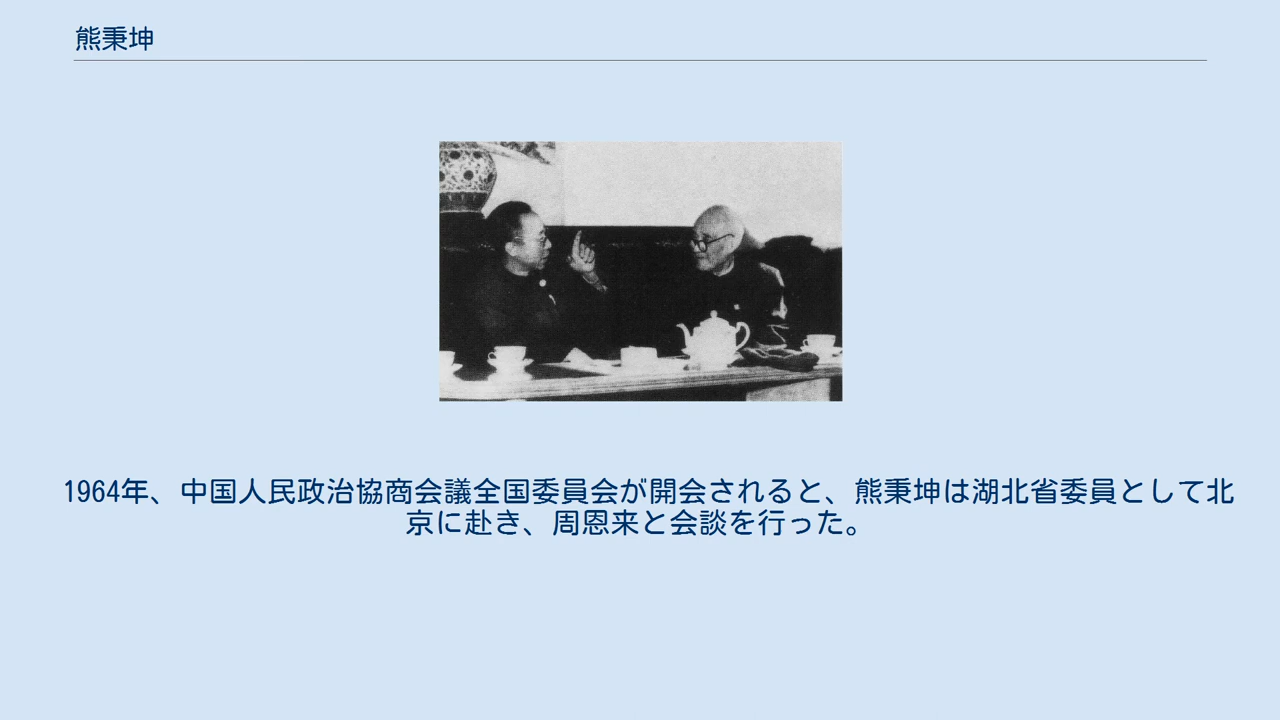 熊秉坤
1964年、中国人民政治協商会議全国委員会が開会されると、熊秉坤は湖北省委員として北
京に赴き、周恩来と会談を行った。